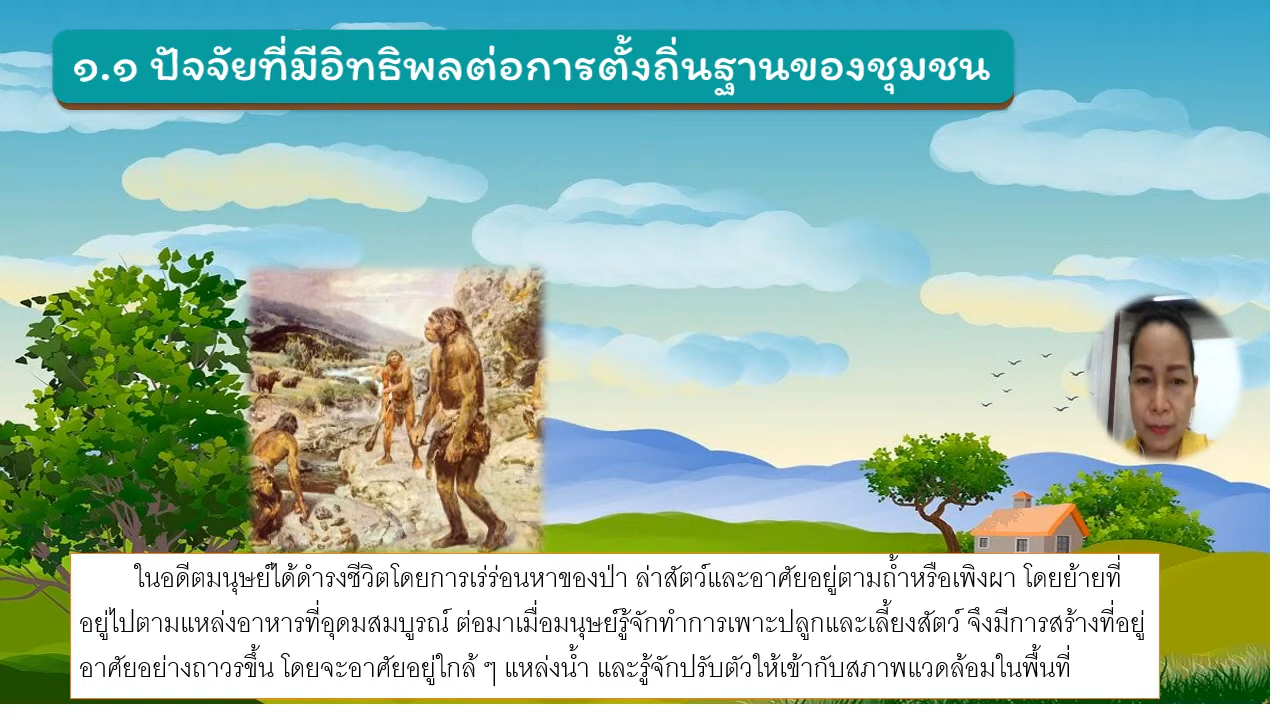 ๑.๑ ปัจจัยที่มีอิทธิพลต่อการตั้งถิ่นฐานของชุมชน
ในอดีตมนุษย์ได้ดำรงชีวิตโดยการเร่ร่อนหาของป่า ล่าสัตว์และอาศัยอยู่ตามถ้ำหรือเพิงผา โดยย้ายที่
อยู่ไปตามแหล่งอาหารที่อุดมสมบูรณ์ ต่อมาเมื่อมนุษย์รู้จักทำการเพาะปลูกและเลี้ยงสัตว์ จึงมีการสร้างที่อยู่
อาศัยอย่างถาวรขึ้น โดยจะอาศัยอยู่ใกล้ ๆ แหล่งน้ำ และรู้จักปรับตัวให้เข้ากับสภาพแวดล้อมในพื้นที่